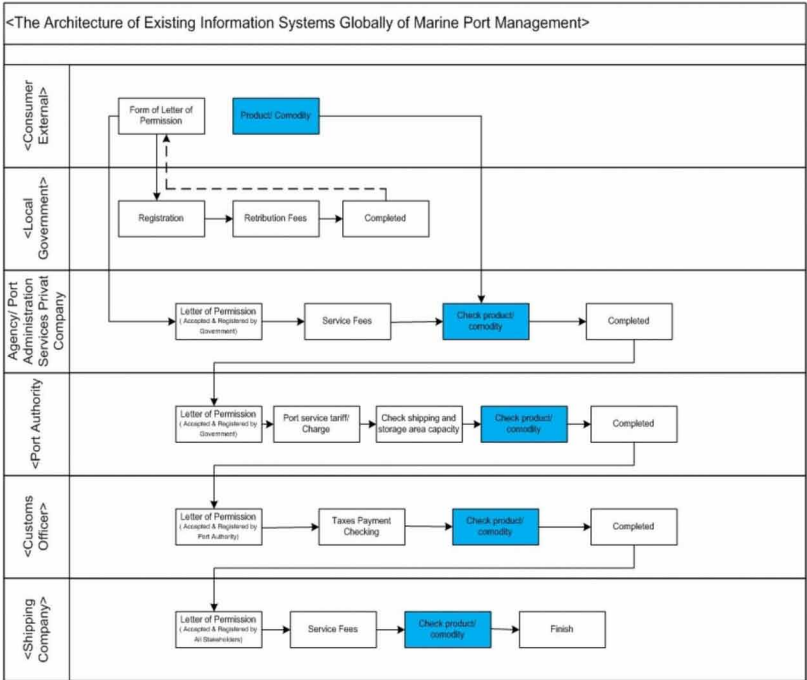 <The Architecture of Existing Information Systems Globally of Marine Port Management>
<Consumer
External>
Form of Letter of
Permission
Product/ Comodity
<Local
Government>
Registration
Retribution Fees
Completed
Agency/ Port
Administration
Services Privat
Company
Letter of Permission
( Accepted & Registered by
Government)
Service Fees
Check product/
comodity
Completed
<Port Authority
Letter of Permission
( Accepted & Registered by
Government)
Port service tariff/
Charge
Check shipping and
storage area capacity
Check product/
comodity
Completed
<Customs
Officer>
Letter of Permission
( Accepted & Registered by
Port Authority)
Taxes Payment
Checking
Check product/
comodity
Completed
<Shipping
Company>
Letter of Permission
( Accepted & Registered by
All Stakeholders)
Service Fees
Check product/
comodity
Finish